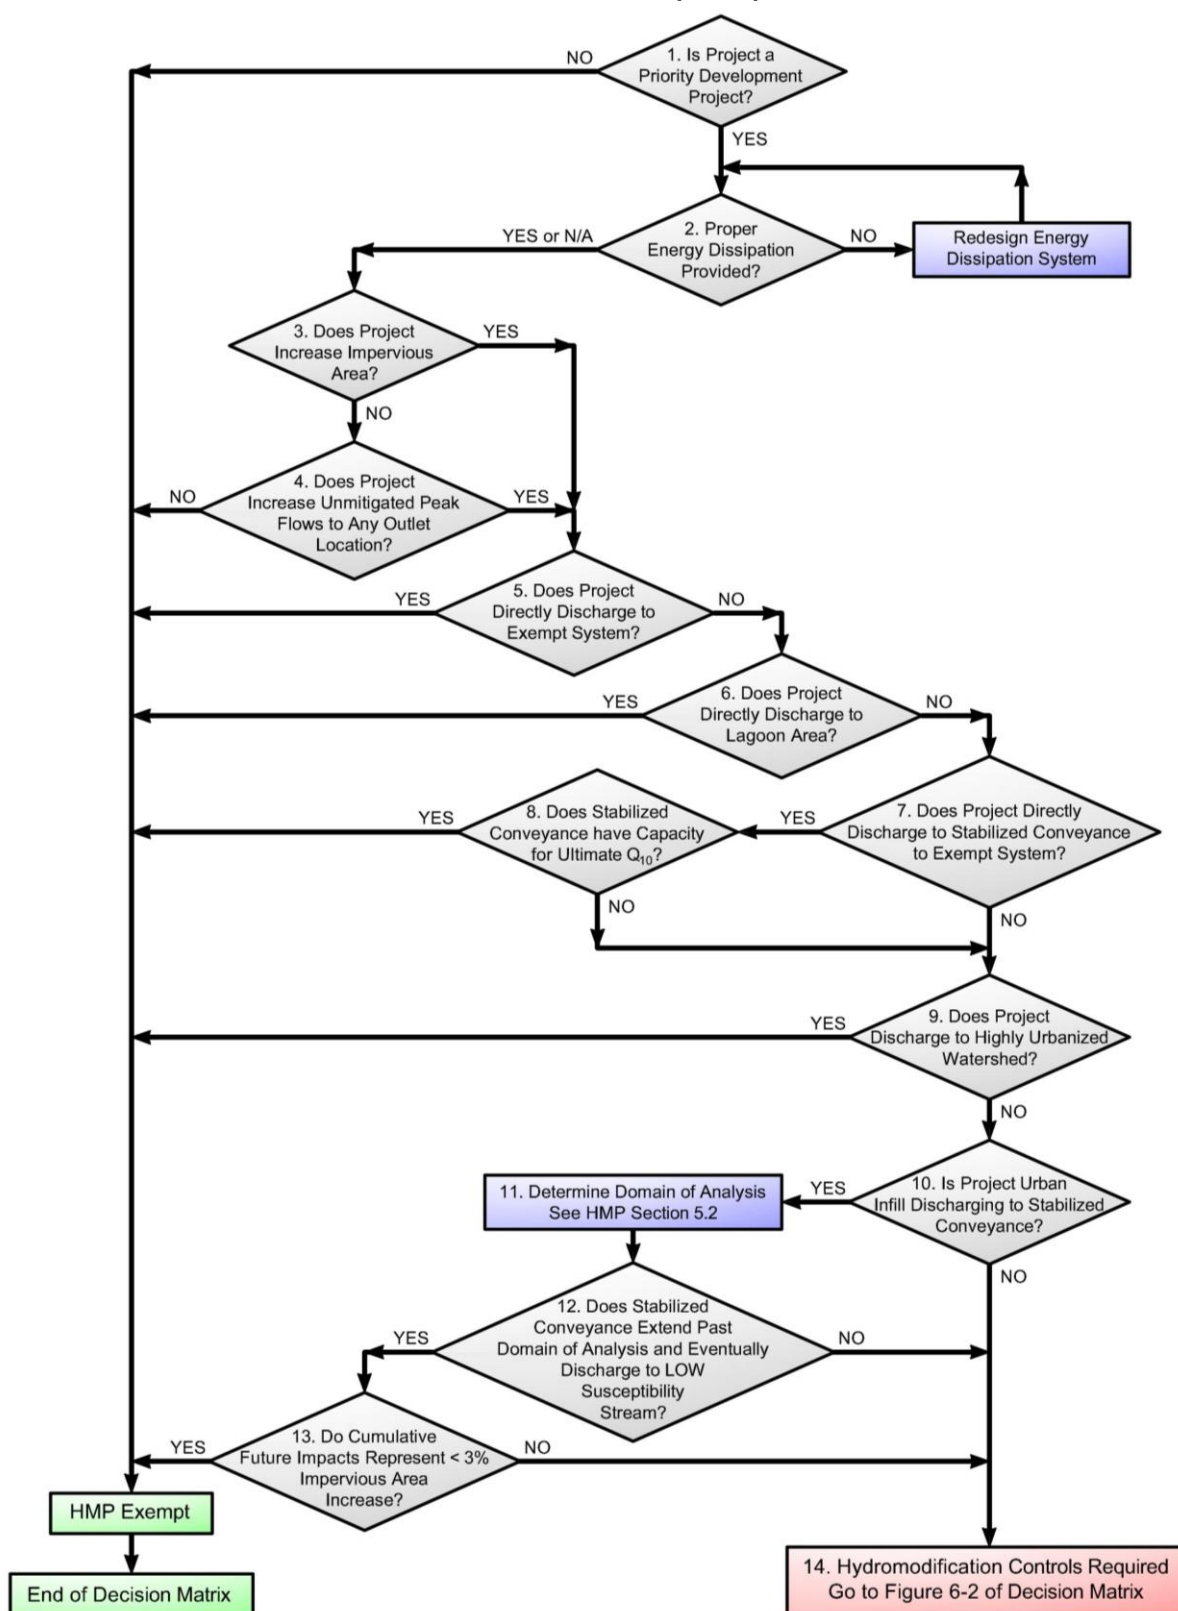 NO
1. Is Project a
Priority Development
Project?
YES
YES or N/A
2. Proper
Energy Dissipation
Provided?
NO
Redesign Energy
Dissipation System
3. Does Project
Increase Impervious
Area?
YES
NO
NO
4. Does Project
Increase Unmitigated Peak
Flows to Any Outlet
Location?
YES
YES
5. Does Project
Directly Discharge to
Exempt System?
NO
YES
6. Does Project
Directly Discharge to
Lagoon Area?
NO
YES
8. Does Stabilized
Conveyance have Capacity
for Ultimate Q10?
YES
7. Does Project Directly
Discharge to Stabilized Conveyance
to Exempt System?
NO
NO
YES
9. Does Project
Discharge to Highly Urbanized
Watershed?
NO
11. Determine Domain of Analysis
See HMP Section 5.2
YES
10. Is Project Urban
Infill Discharging to Stabilized
Conveyance?
NO
YES
12. Does Stabilized
Conveyance Extend Past
Domain of Analysis and Eventually
Discharge to LOW
Susceptibility
Stream?
NO
YES
13. Do Cumulative
Future Impacts Represent < 3%
Impervious Area
Increase?
NO
HMP Exempt
End of Decision Matrix
14. Hydromodification Controls Required
Go to Figure 6-2 of Decision Matrix